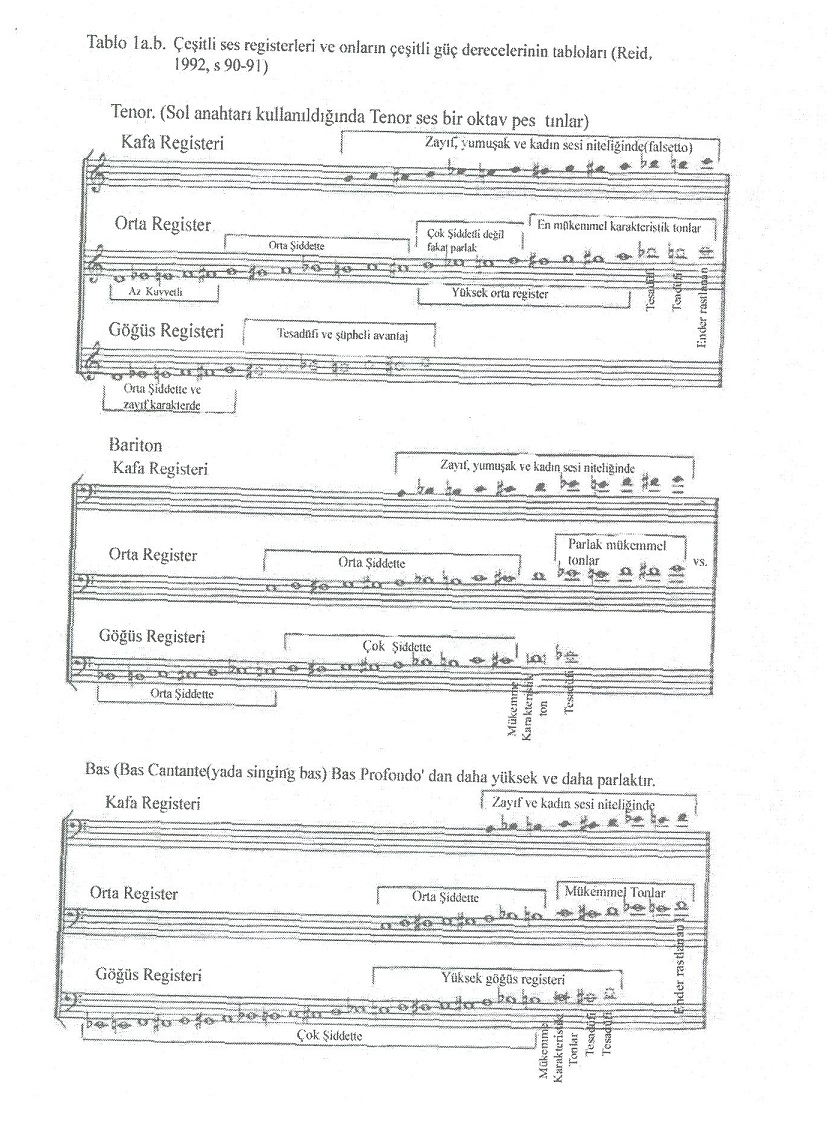 Tablo 1a.b. Çeşitli ses registerleri ve onların çeşitli güç derecelerinin tabloları (Reid,
1992, s 90-91)
Tenor. (Sol anahtarı kullanıldığında Tenor ses bir oktav pes tınlar)
Kafa Registeri
Zayıf, yumuşak ve kadın sesi niteliğinde(falsetto)
Orta Register
Orta Şiddette
Çok Şiddetli değil
fakat parlak
En mükemmel karakteristik tonlar
Az Kuvvetli
Yüksek orta register
Tesadüfi
Tesadüfi
Ender rastlanan
Göğüs Registeri
Tesadüfi ve şüpheli avantaj
Orta Şiddette ve
zayıf karakterde
Bariton
Kafa Registeri
Zayıf, yumuşak ve kadın sesi niteliğinde
Orta Register
Orta Şiddette
Parlak mükemmel
tonlar
vs.
Göğüs Registeri
Çok Şiddette
Orta Şiddette
Mükemmel
Karakteristik
ton
Tesadüfi
Bas (Bas Cantante(yada singing bas) Bas Profondo' dan daha yüksek ve daha parlaktır.
Kafa Registeri
Zayıf ve kadın sesi niteliğinde
Orta Register
Orta Şiddette
Mükemmel Tonlar
Ender rastlanan
Göğüs Registeri
Yüksek göğüs registeri
Çok Şiddette
Mükemmel
Karakteristik
Tonlar
Tesadüfi
Tesadüfi